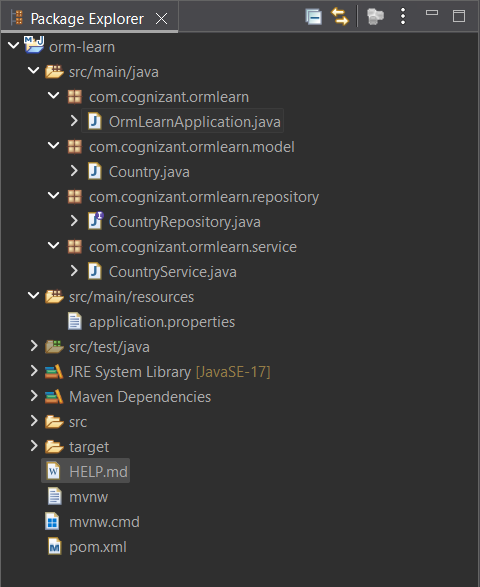 Package Explorer
orm-learn
src/main/java
com.cognizant.ormlearn
OrmLearnApplication.java
com.cognizant.ormlearn.model
Country.java
com.cognizant.ormlearn.repository
CountryRepository.java
com.cognizant.ormlearn.service
CountryService.java
src/main/resources
application.properties
src/test/java
JRE System Library [JavaSE-17]
Maven Dependencies
src
target
HELP.md
mvnw
mvnw.cmd
pom.xml